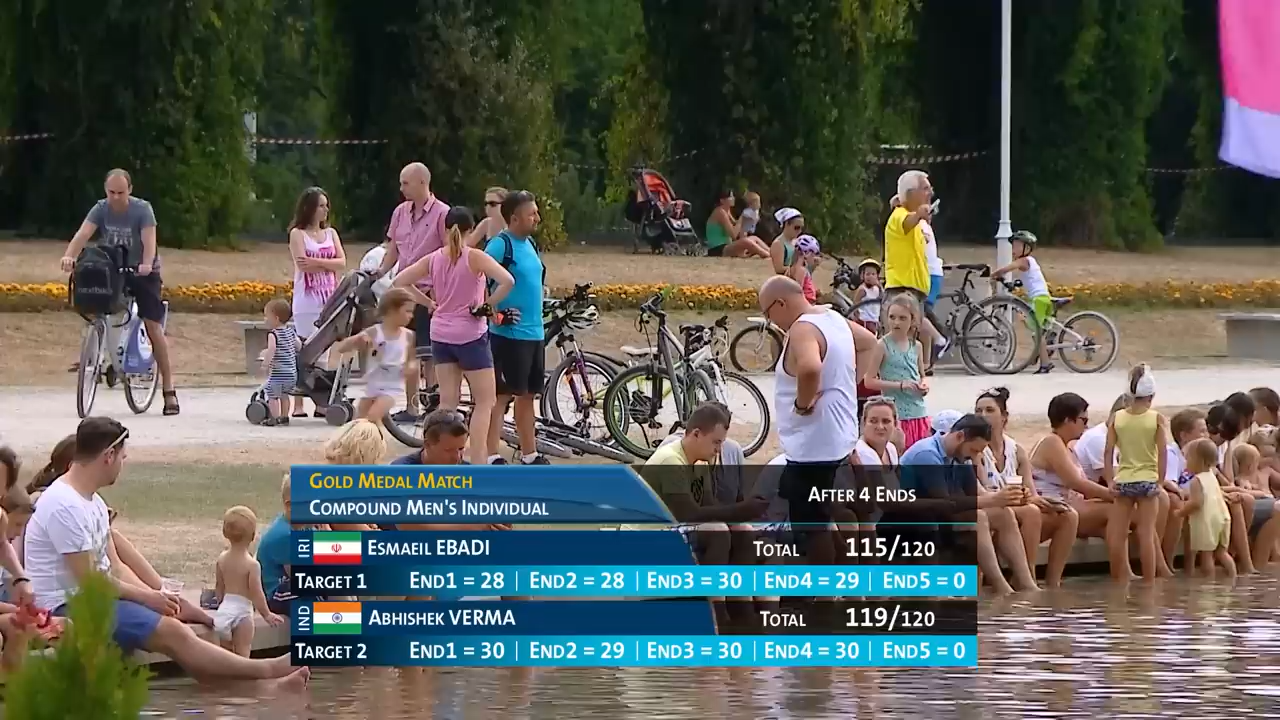 GOLD MEDAL MATCH
COMPOUND MEN'S INDIVIDUAL
AFTER 4 ENDS
IRI ESMAEIL EBADI TOTAL 115/120
TARGET 1 END1 = 28 | END2 = 28 | END3 = 30 | END4 = 29 | END5 = 0
IND ABHISHEK VERMA TOTAL 119/120
TARGET 2 END1 = 30 | END2 = 29 | END3 = 30 | END4 = 30 | END5 = 0